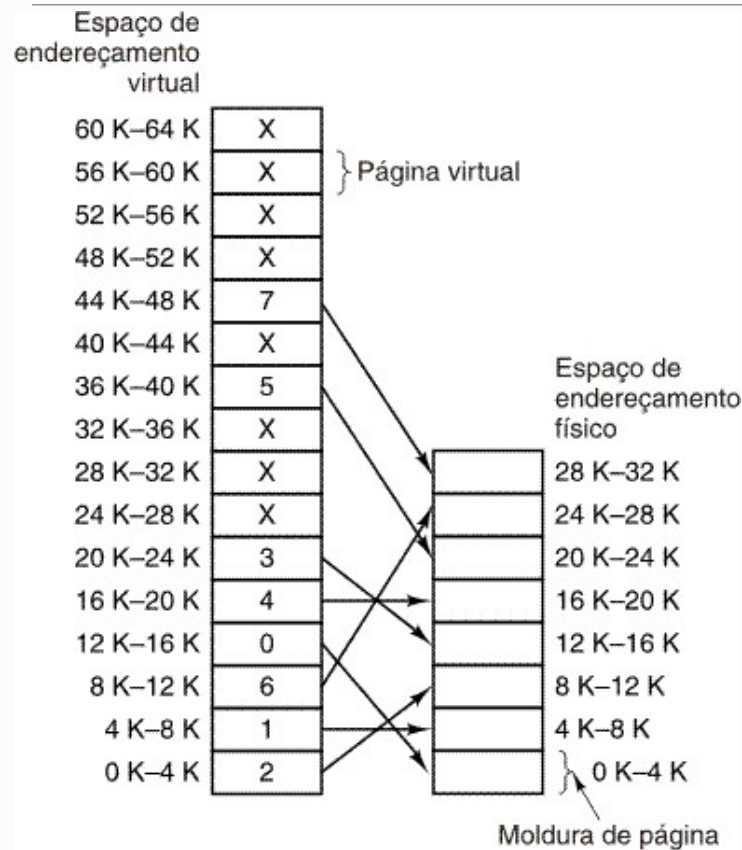 Espaço de
endereçamento
virtual
60 K–64 K X
56 K–60 K X Página virtual
52 K–56 K X
48 K–52 K X
44 K–48 K 7
40 K–44 K X
36 K–40 K 5
32 K–36 K X
28 K–32 K X
24 K–28 K X
20 K–24 K 3
16 K–20 K 4
12 K–16 K 0
8 K–12 K 6
4 K–8 K 1
0 K–4 K 2
Espaço de
endereçamento
físico
28 K–32 K
24 K–28 K
20 K–24 K
16 K–20 K
12 K–16 K
8 K–12 K
4 K–8 K
0 K–4 K
Moldura de página